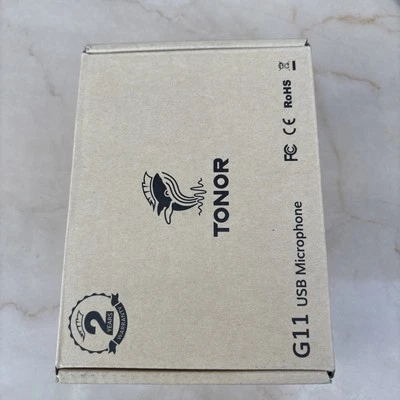 FC CE RoHS
TONOR
G11 USB Microphone
2
YEARS
WARRANTY